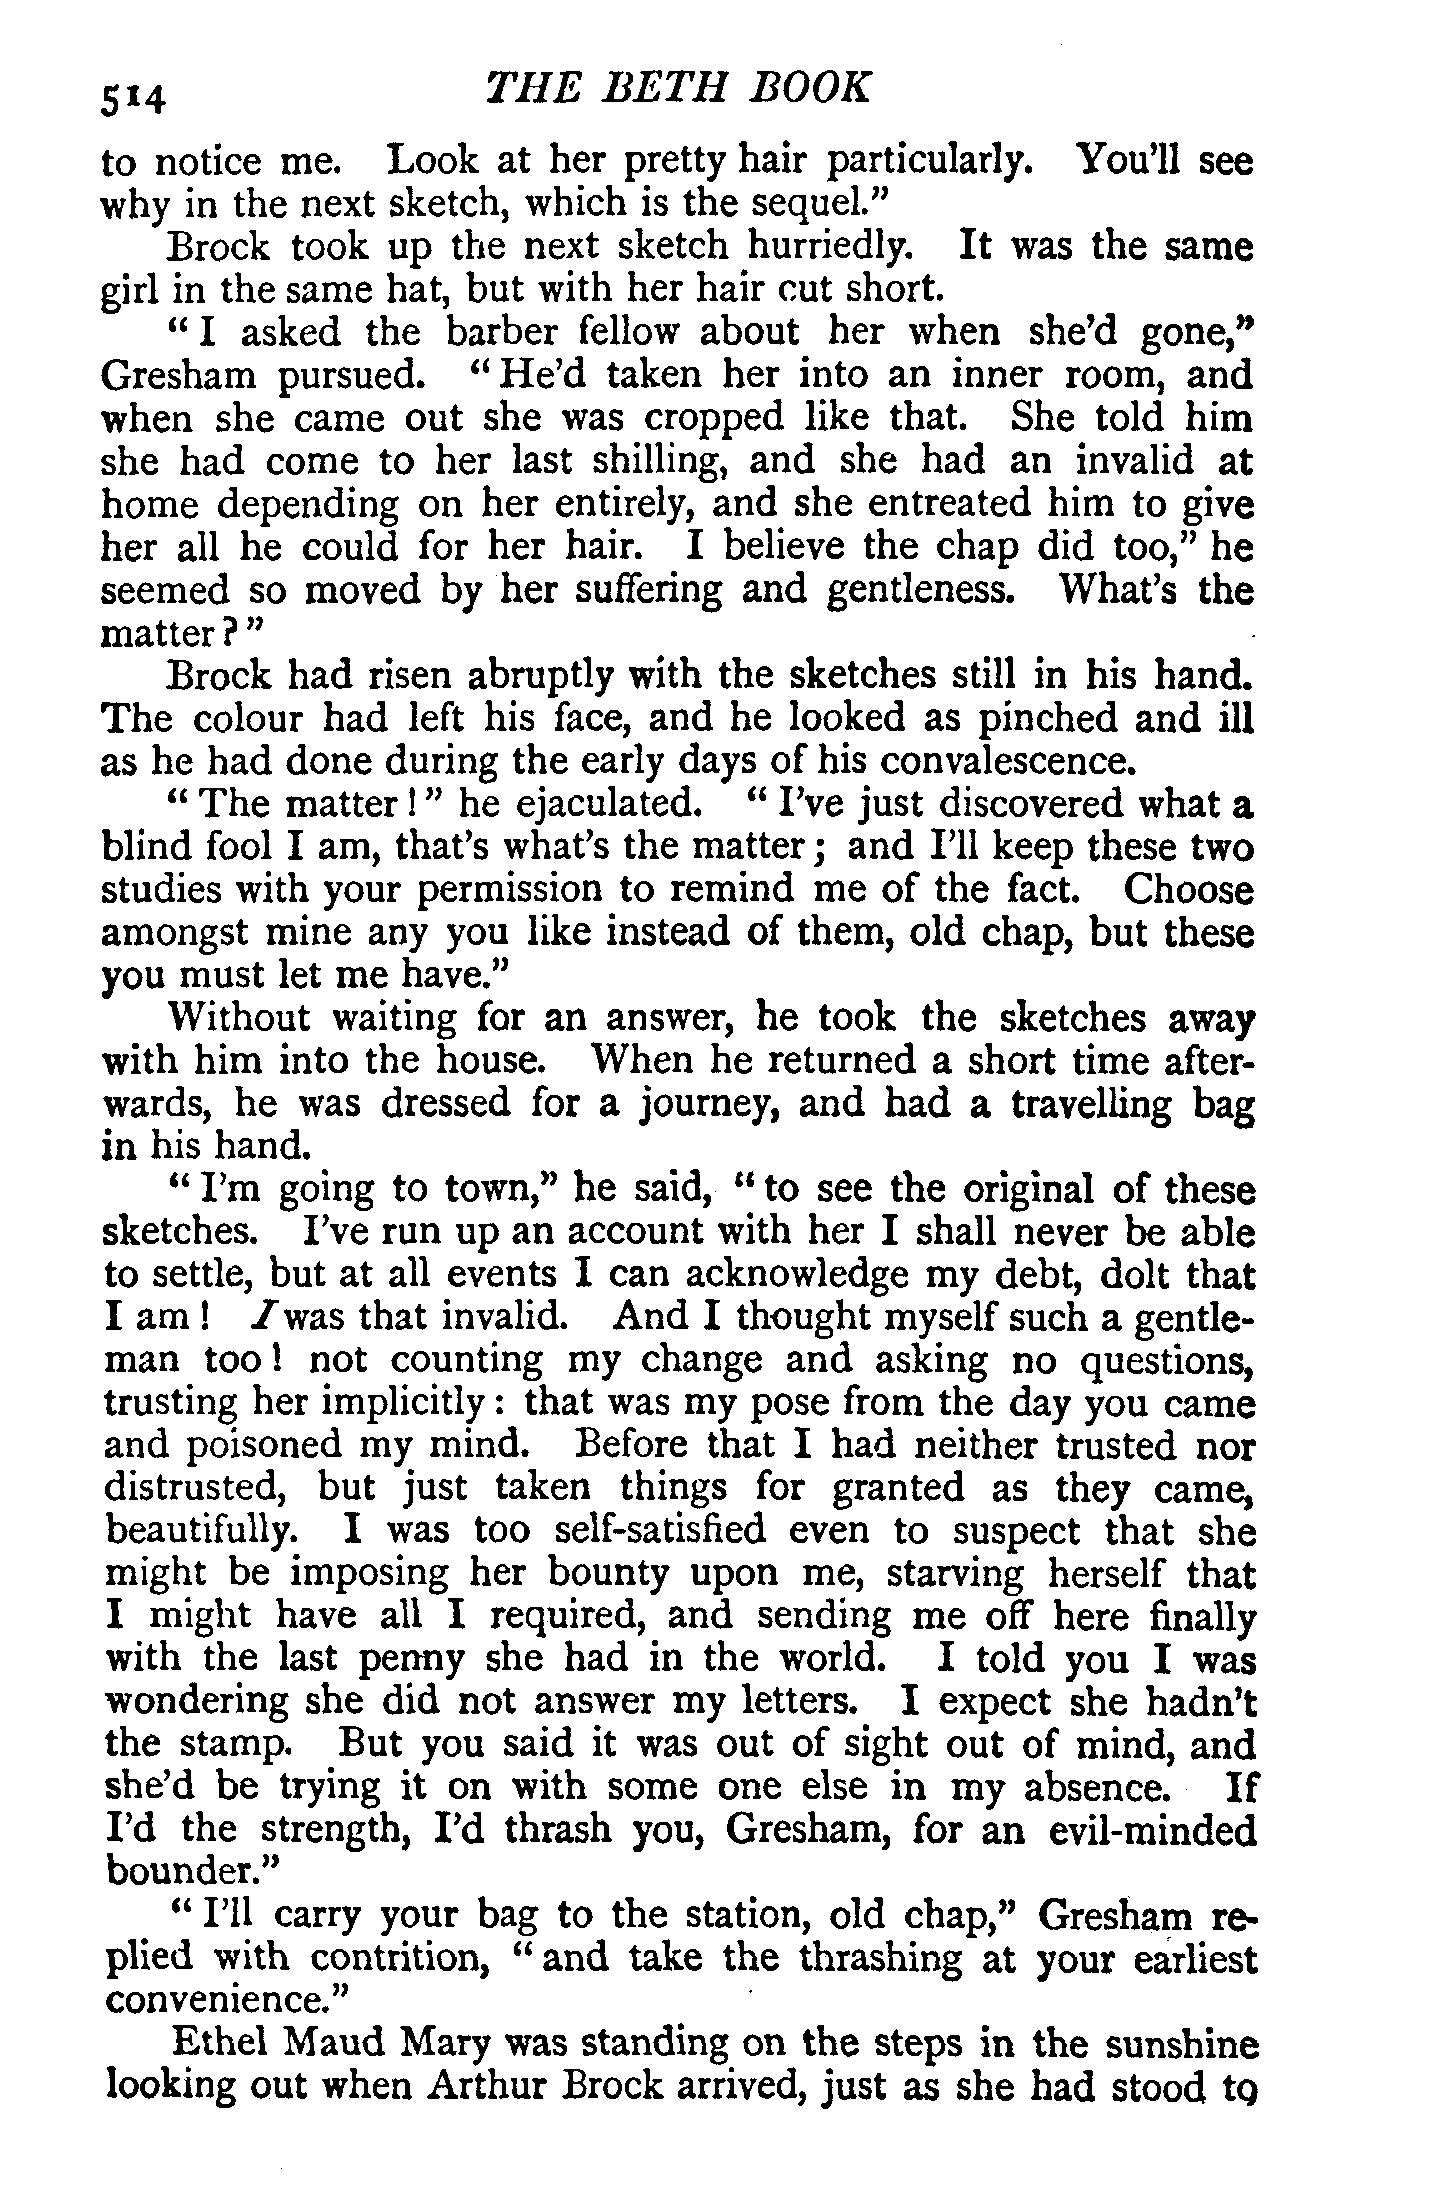 514 THE BETH BOOK
to notice me. Look at her pretty hair particularly. You'll see
why in the next sketch, which is the sequel.”
Brock took up the next sketch hurriedly. It was the same
girl in the same hat, but with her hair cut short.
“ I asked the barber fellow about her when she'd gone,”
Gresham pursued. “ He'd taken her into an inner room, and
when she came out she was cropped like that. She told him
she had come to her last shilling, and she had an invalid at
home depending on her entirely, and she entreated him to give
her all he could for her hair. I believe the chap did too,” he
seemed so moved by her suffering and gentleness. What's the
matter ? ”
Brock had risen abruptly with the sketches still in his hand.
The colour had left his face, and he looked as pinched and ill
as he had done during the early days of his convalescence.
“ The matter ! ” he ejaculated. “ I've just discovered what a
blind fool I am, that's what's the matter ; and I'll keep these two
studies with your permission to remind me of the fact. Choose
amongst mine any you like instead of them, old chap, but these
you must let me have.”
Without waiting for an answer, he took the sketches away
with him into the house. When he returned a short time after-
wards, he was dressed for a journey, and had a travelling bag
in his hand.
“ I'm going to town,” he said, “ to see the original of these
sketches. I've run up an account with her I shall never be able
to settle, but at all events I can acknowledge my debt, dolt that
I am ! I was that invalid. And I thought myself such a gentle-
man too ! not counting my change and asking no questions,
trusting her implicitly : that was my pose from the day you came
and poisoned my mind. Before that I had neither trusted nor
distrusted, but just taken things for granted as they came,
beautifully. I was too self-satisfied even to suspect that she
might be imposing her bounty upon me, starving herself that
I might have all I required, and sending me off here finally
with the last penny she had in the world. I told you I was
wondering she did not answer my letters. I expect she hadn't
the stamp. But you said it was out of sight out of mind, and
she'd be trying it on with some one else in my absence. If
I'd the strength, I'd thrash you, Gresham, for an evil-minded
bounder.”
“ I'll carry your bag to the station, old chap,” Gresham re-
plied with contrition, “ and take the thrashing at your earliest
convenience.”
Ethel Maud Mary was standing on the steps in the sunshine
looking out when Arthur Brock arrived, just as she had stood to